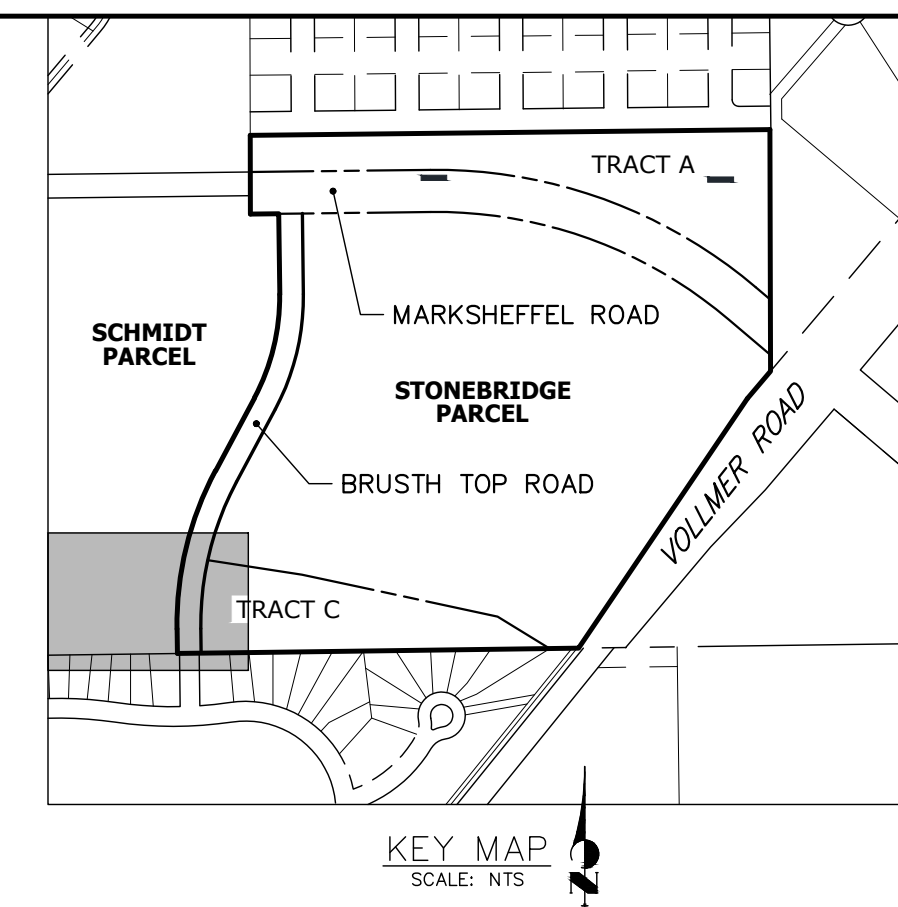 TRACT A
MARKSHEFFEL ROAD
SCHMIDT
PARCEL
STONEBRIDGE
PARCEL
BRUSTH TOP ROAD
VOLLMER ROAD
TRACT C
KEY MAP
SCALE: NTS
N